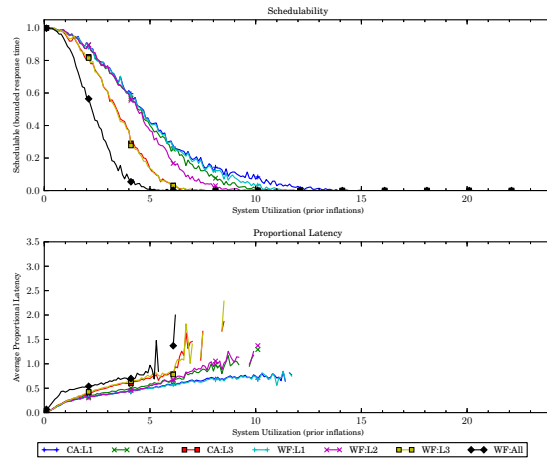 Schedulability
Schedulable (bounded response time)
1.0
0.8
0.6
0.4
0.2
0.0
0 5 10 15 20
System Utilization (prior inflations)
Proportional Latency
Average Proportional Latency
3.5
3.0
2.5
2.0
1.5
1.0
0.5
0.0
0 5 10 15 20
System Utilization (prior inflations)
CA:L1 CA:L2 CA:L3 WF:L1 WF:L2 WF:L3 WF:All